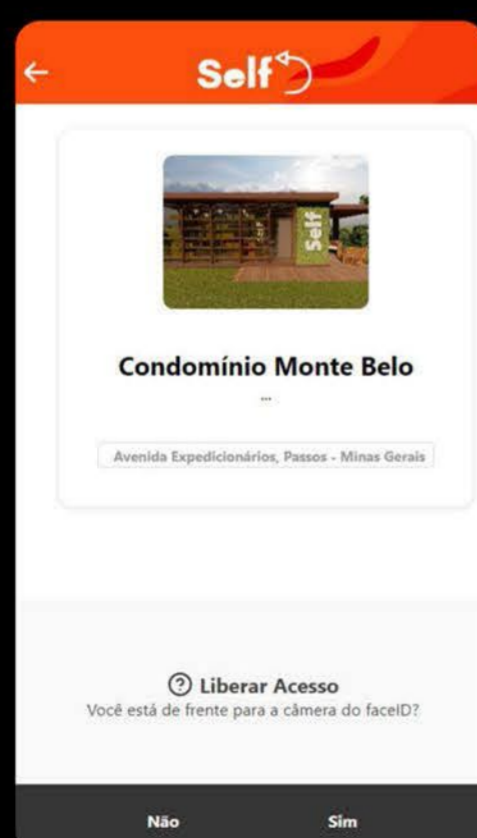 Self
Self
Condomínio Monte Belo
...
Avenida Expedicionários, Passos - Minas Gerais
Liberar Acesso
Você está de frente para a câmera do faceID?
Não
Sim